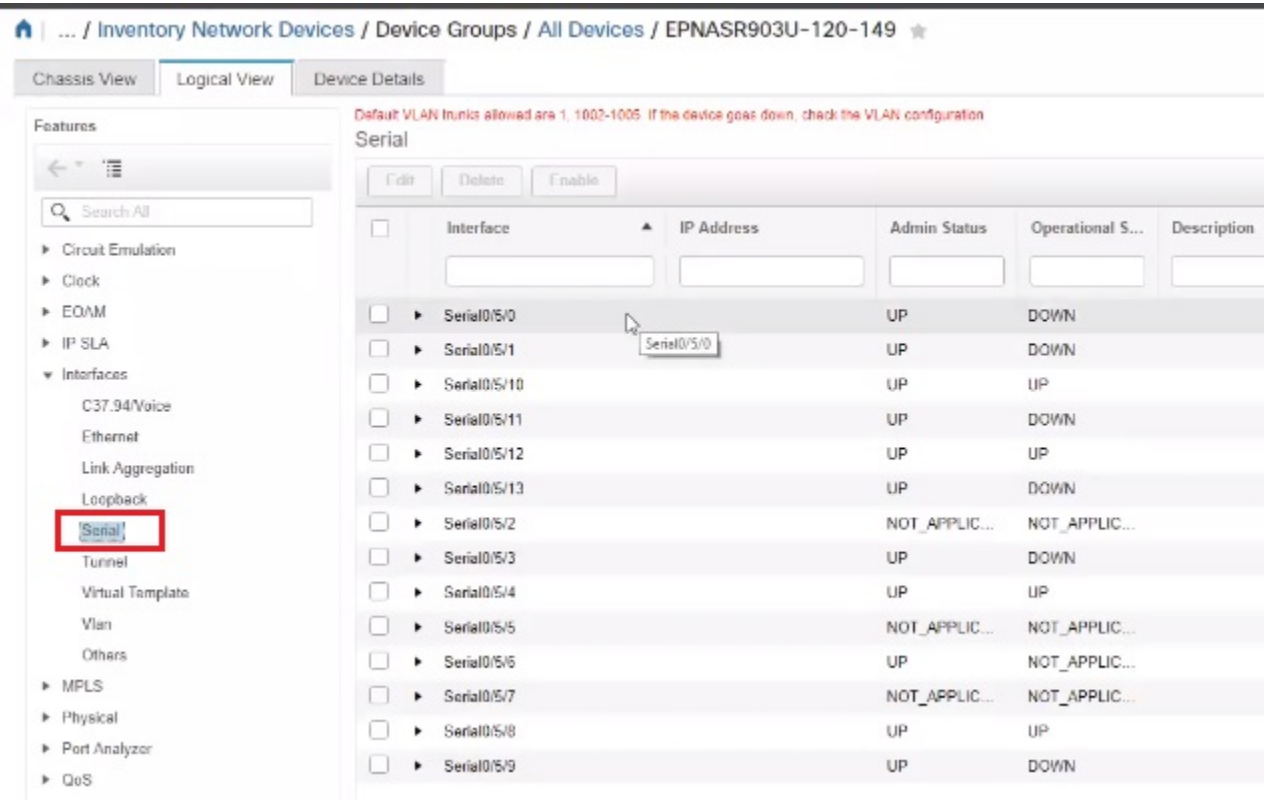 ... / Inventory Network Devices / Device Groups / All Devices / EPNASR903U-120-149
Chassis View Logical View Device Details
Features
Search All
Circuit Emulation
Clock
EOAM
IP SLA
Interfaces
C37.94/Voice
Ethernet
Link Aggregation
Loopback
Serial
Tunnel
Virtual Template
Vlan
Others
MPLS
Physical
Port Analyzer
QoS
Default VLAN trunks allowed are 1, 1002-1005. If the device goes down, check the VLAN configuration
Serial
Edit Delete Enable
Interface IP Address Admin Status Operational S... Description
Serial0/5/0 UP DOWN
Serial0/5/0
Serial0/5/1 UP DOWN
Serial0/5/10 UP UP
Serial0/5/11 UP DOWN
Serial0/5/12 UP UP
Serial0/5/13 UP DOWN
Serial0/5/2 NOT_APPLIC... NOT_APPLIC...
Serial0/5/3 UP DOWN
Serial0/5/4 UP UP
Serial0/5/5 NOT_APPLIC... NOT_APPLIC...
Serial0/5/6 UP NOT_APPLIC...
Serial0/5/7 NOT_APPLIC... NOT_APPLIC...
Serial0/5/8 UP UP
Serial0/5/9 UP DOWN